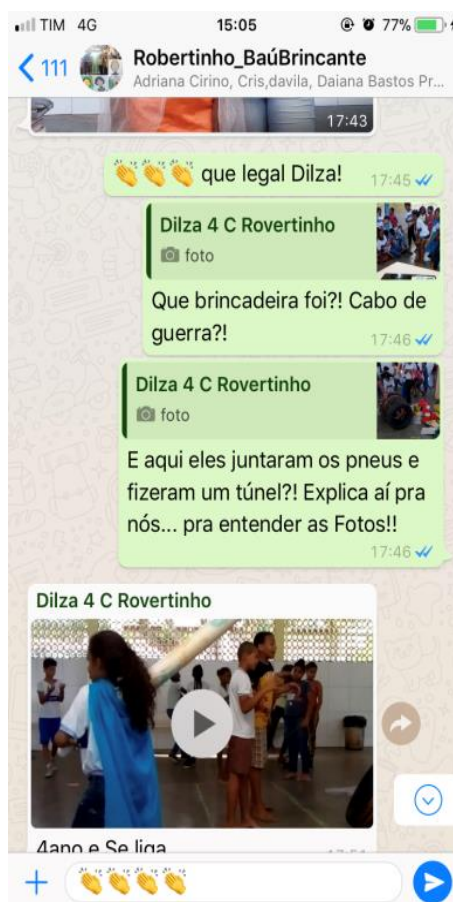 TIM 4G 15:05 77%
111 Robertinho_BaúBrincante
Adriana Cirino, Cris,davila, Daiana Bastos Pr...
17:43
👏👏👏 que legal Dilza! 17:45
Dilza 4 C Rovertinho
foto
Que brincadeira foi?! Cabo de
guerra?! 17:46
Dilza 4 C Rovertinho
foto
E aqui eles juntaram os pneus e
fizeram um túnel?! Explica aí pra
nós... pra entender as Fotos!!
17:46
Dilza 4 C Rovertinho
4ano e Se liga
👏👏👏👏